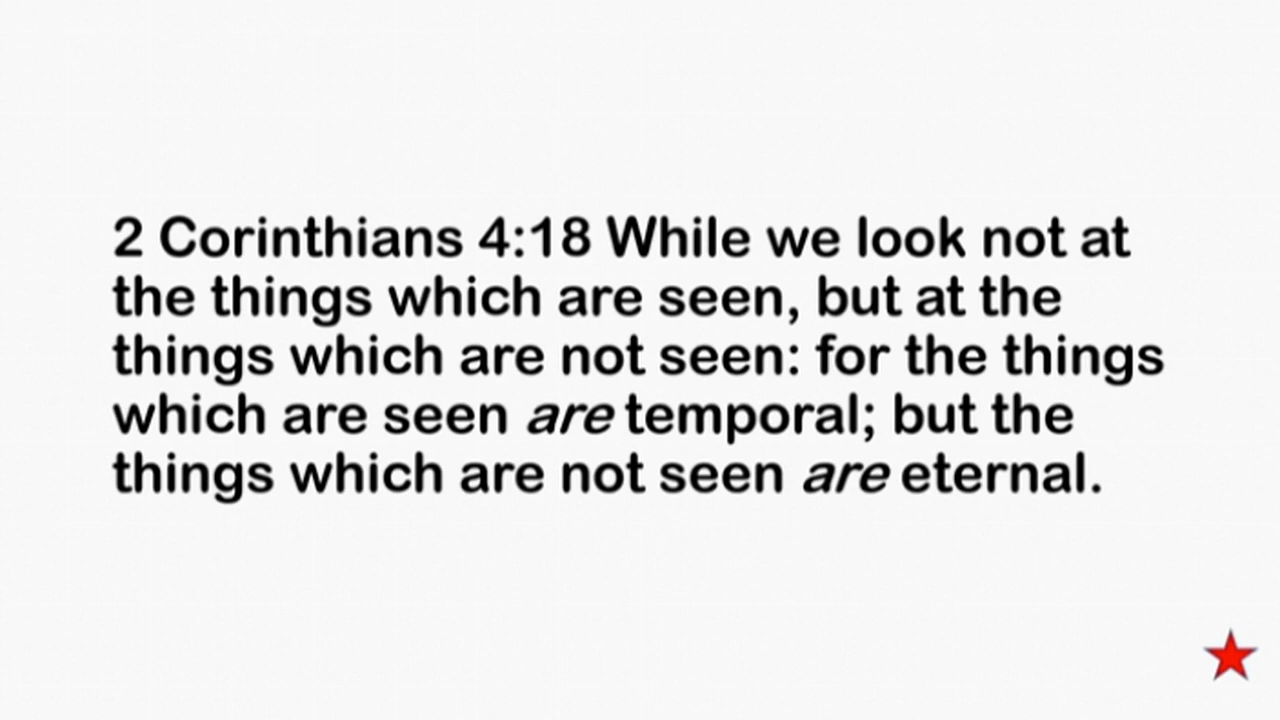 2 Corinthians 4:18 While we look not at
the things which are seen, but at the
things which are not seen: for the things
which are seen are temporal; but the
things which are not seen are eternal.